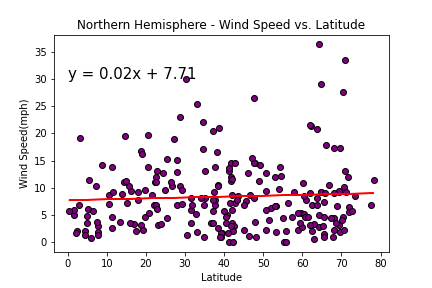 Northern Hemisphere - Wind Speed vs. Latitude
35
30
25
20
15
10
5
0
Wind Speed(mph)
y = 0.02x + 7.71
0 10 20 30 40 50 60 70 80
Latitude